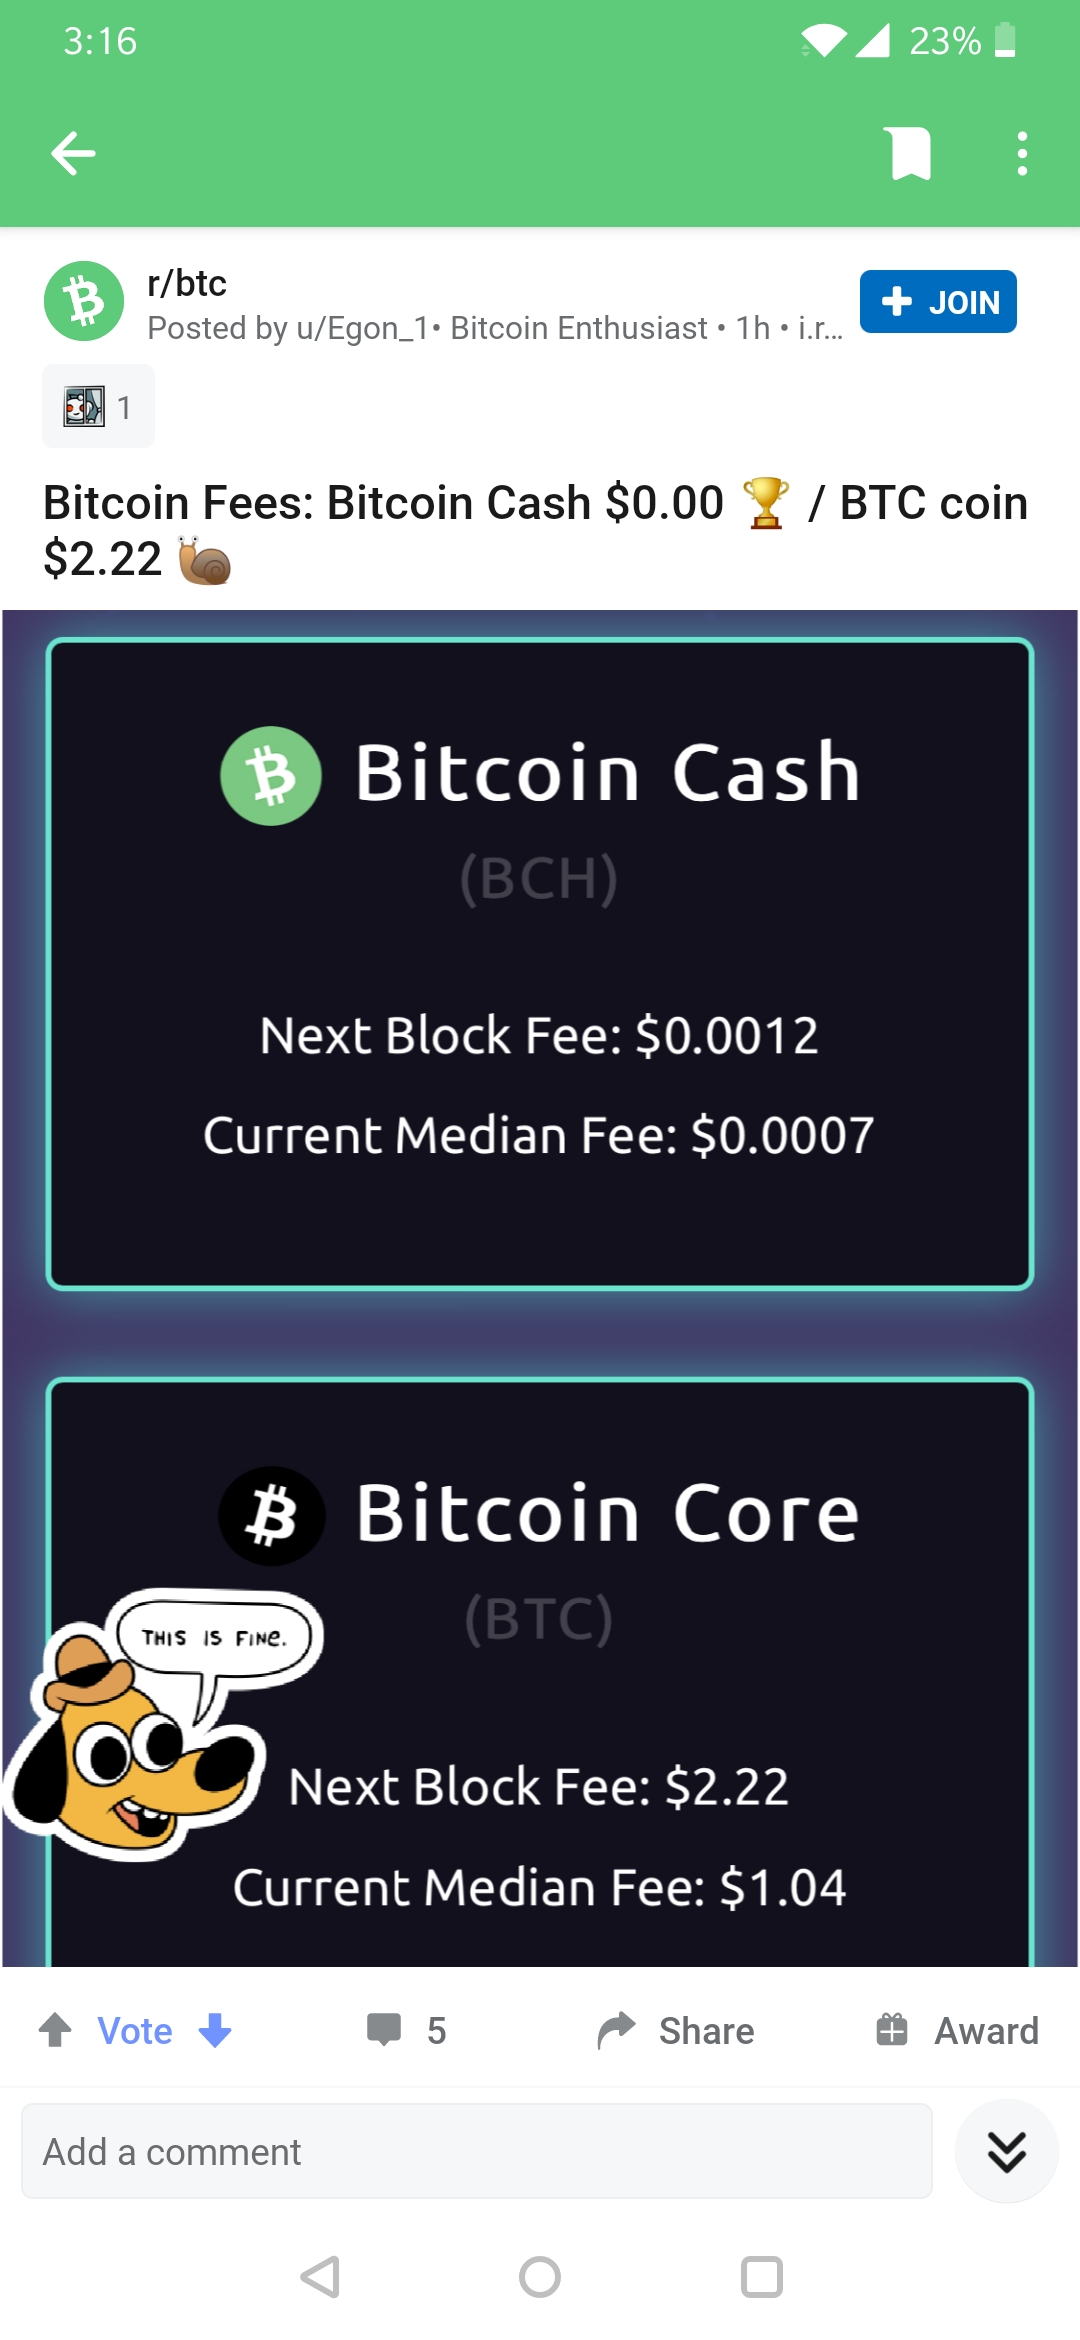 3:16
23%
r/btc
Posted by u/Egon_1• Bitcoin Enthusiast • 1h • i.r...
+ JOIN
1
Bitcoin Fees: Bitcoin Cash $0.00 🏆 / BTC coin
$2.22 🐌
Bitcoin Cash
(BCH)
Next Block Fee: $0.0012
Current Median Fee: $0.0007
Bitcoin Core
(BTC)
THIS IS FINe.
Next Block Fee: $2.22
Current Median Fee: $1.04
Vote
5
Share
Award
Add a comment